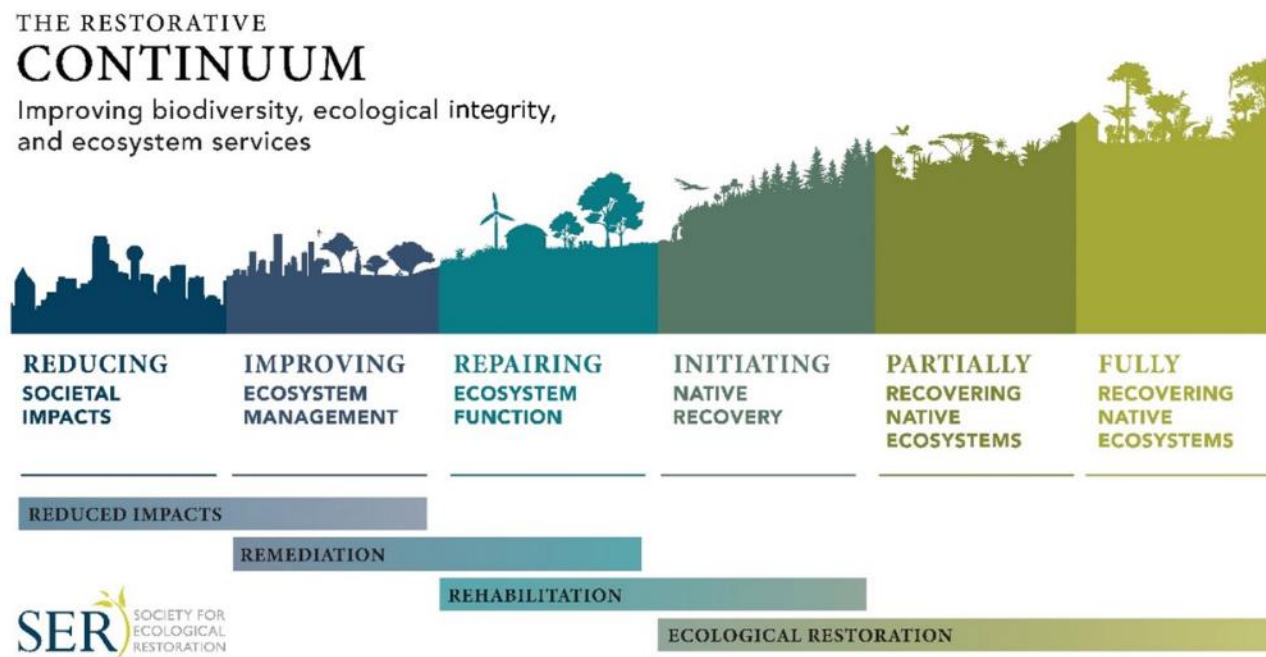 THE RESTORATIVE
CONTINUUM
Improving biodiversity, ecological integrity,
and ecosystem services
REDUCING
SOCIETAL
IMPACTS
IMPROVING
ECOSYSTEM
MANAGEMENT
REPAIRING
ECOSYSTEM
FUNCTION
INITIATING
NATIVE
RECOVERY
PARTIALLY
RECOVERING
NATIVE
ECOSYSTEMS
FULLY
RECOVERING
NATIVE
ECOSYSTEMS
REDUCED IMPACTS
REMEDIATION
REHABILITATION
ECOLOGICAL RESTORATION
SER
SOCIETY FOR
ECOLOGICAL
RESTORATION